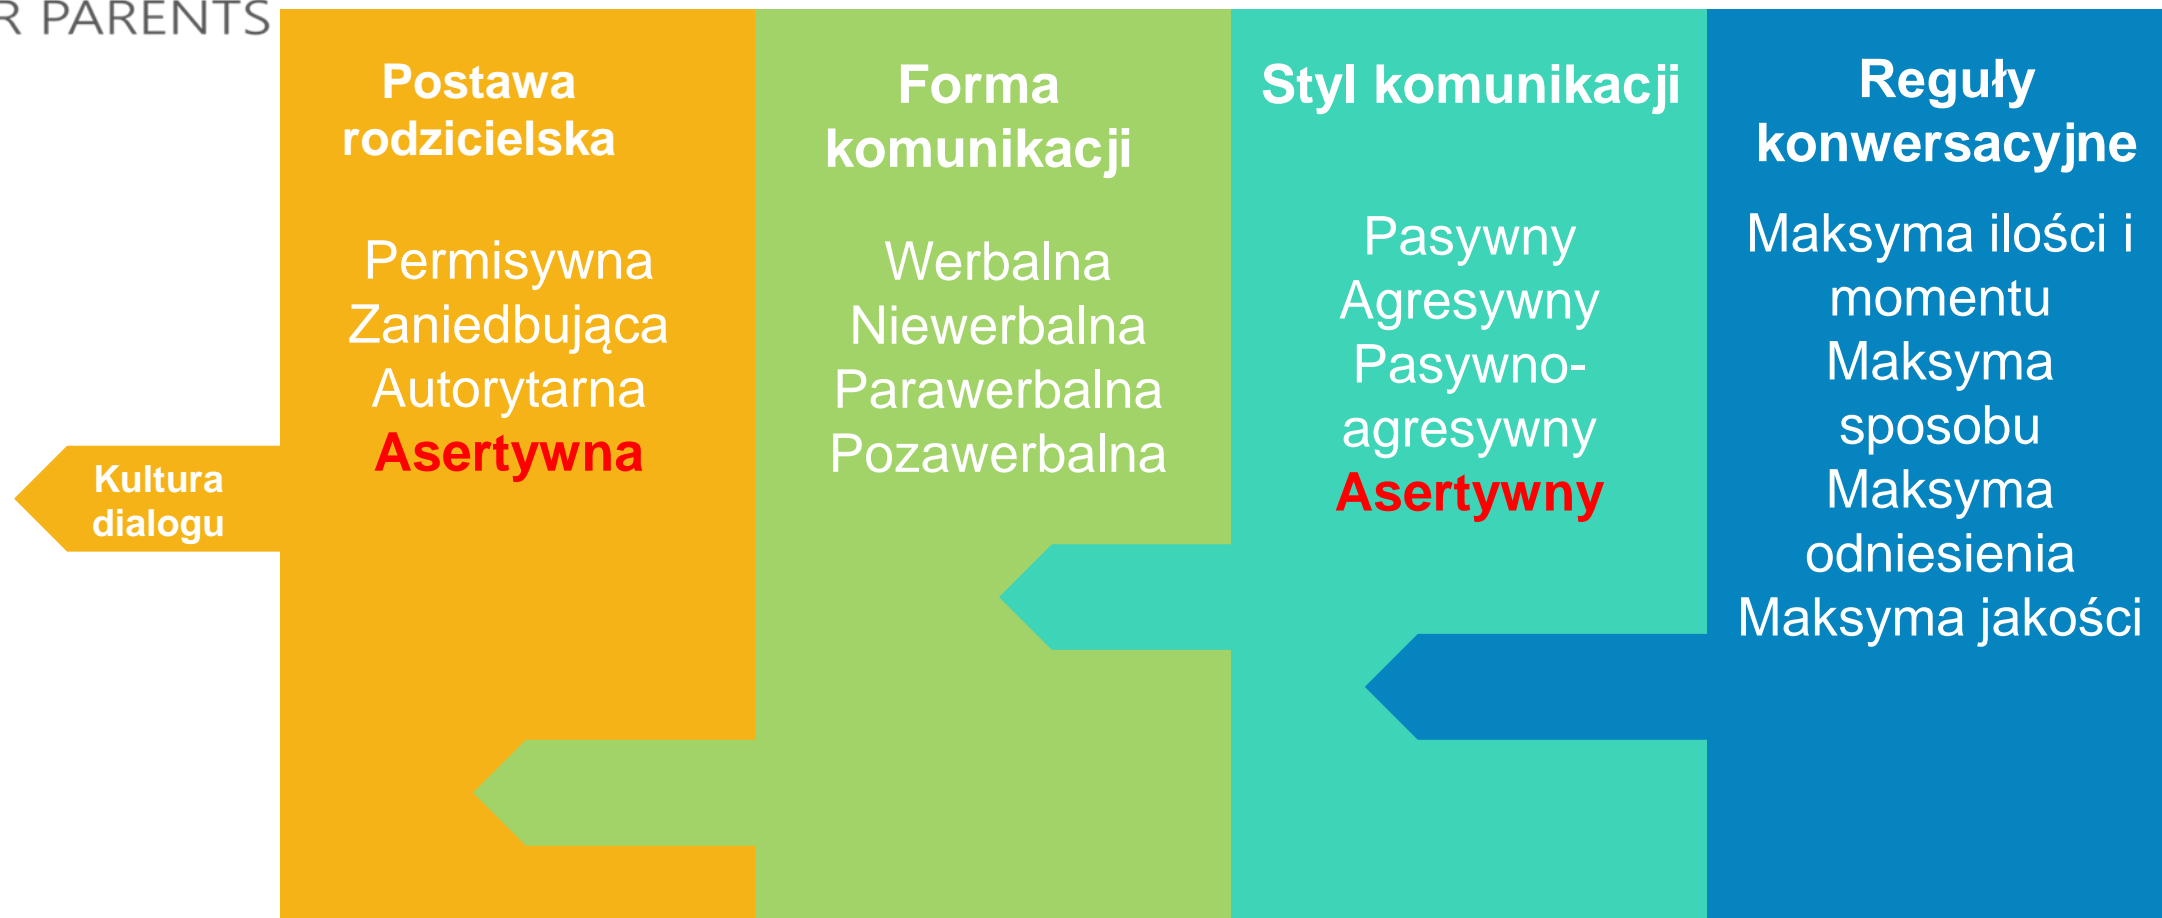 R PARENTS
Postawa
rodzicielska
Permisywna
Zaniedbująca
Autorytarna
Asertywna
Kultura
dialogu
Forma
komunikacji
Werbalna
Niewerbalna
Parawerbalna
Pozawerbalna
Styl komunikacji
Pasywny
Agresywny
Pasywno-
agresywny
Asertywny
Reguły
konwersacyjne
Maksyma ilości i
momentu
Maksyma
sposobu
Maksyma
odniesienia
Maksyma jakości